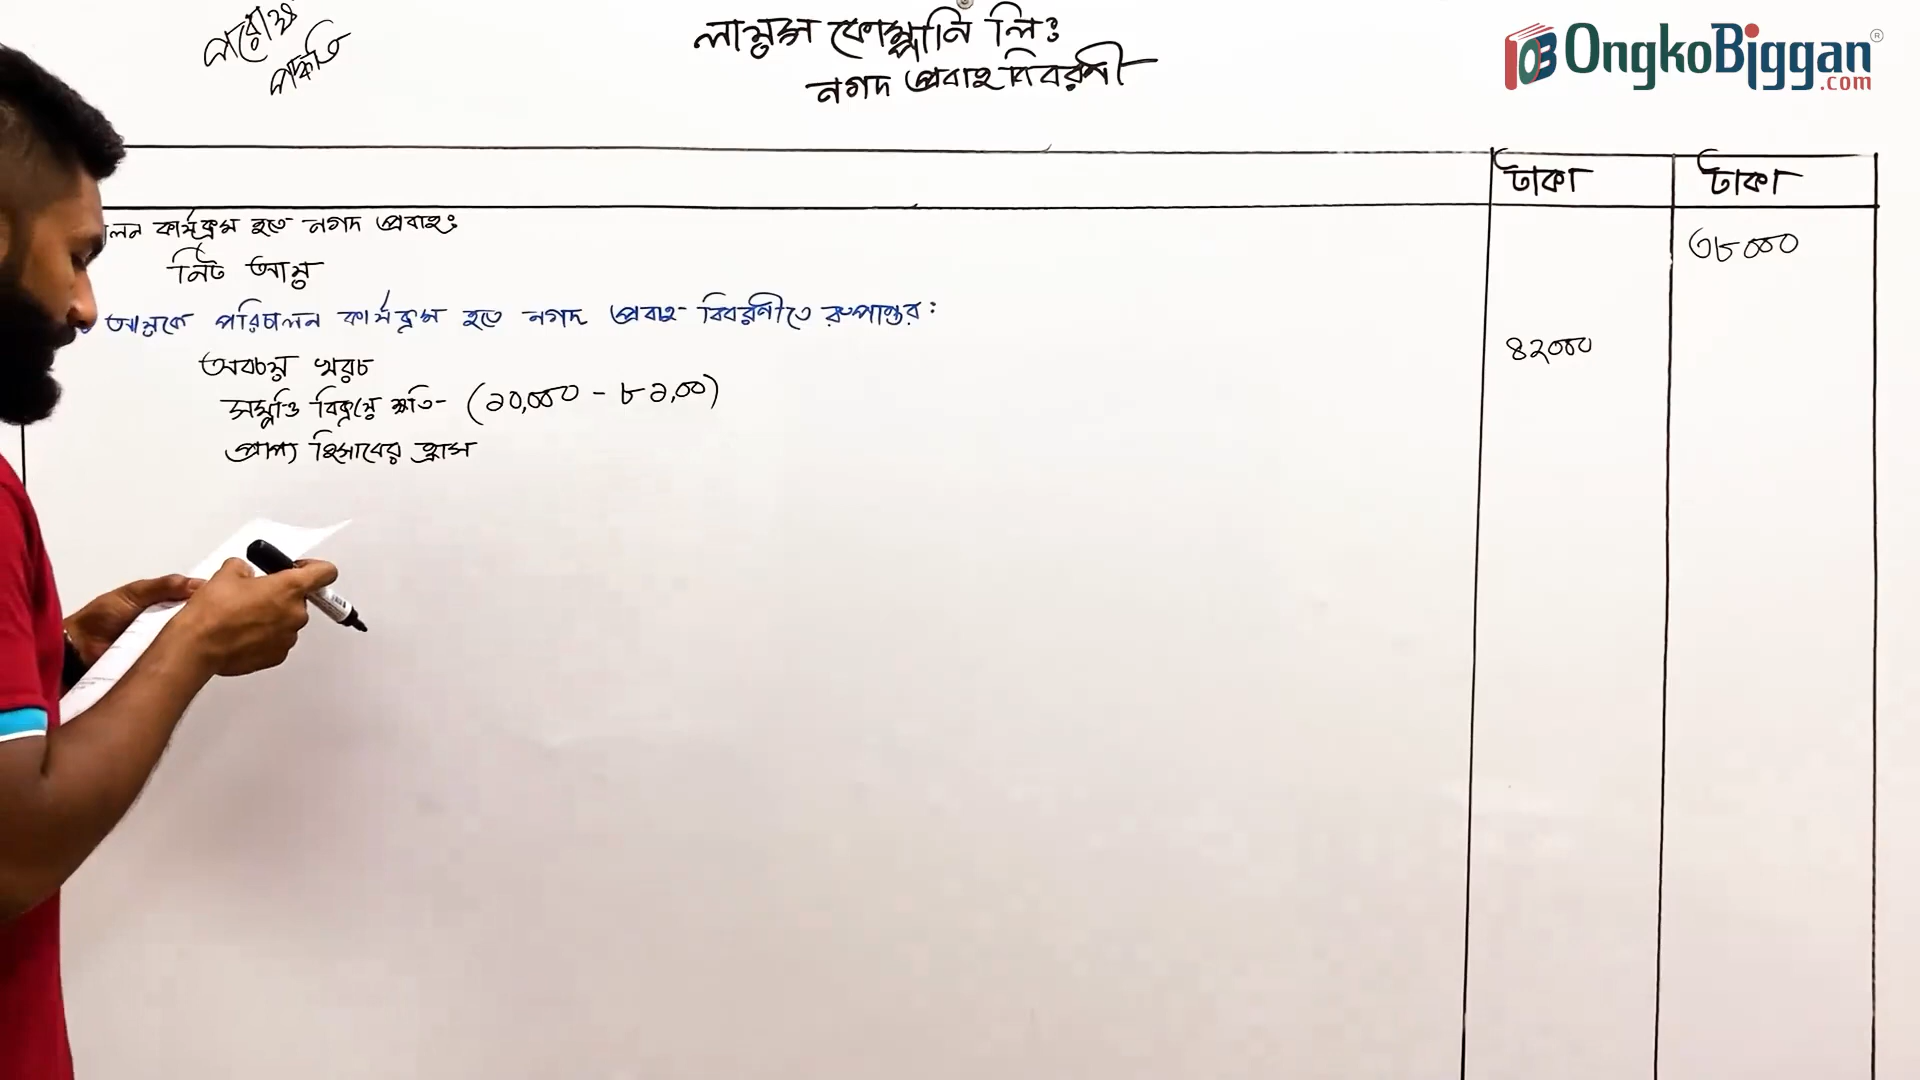 পরোক্ষ
পদ্ধতি
লায়ন্স কোম্পানি লিঃ
নগদ প্রবাহ বিবরণী
OngkoBiggan®
.com
টাকা টাকা
লন কার্যক্রম হতে নগদ প্রবাহঃ
নিট আয় ৩৮০০০
আয়কে পরিচালন কার্যক্রম হতে নগদ প্রবাহ বিবরণীতে রূপান্তর:
অবচয় খরচ ৪২০০০
সম্পত্তি বিক্রয়ে ক্ষতি- (১০,০০০ - ৮১,০০)
প্রাপ্য হিসাবের হ্রাস